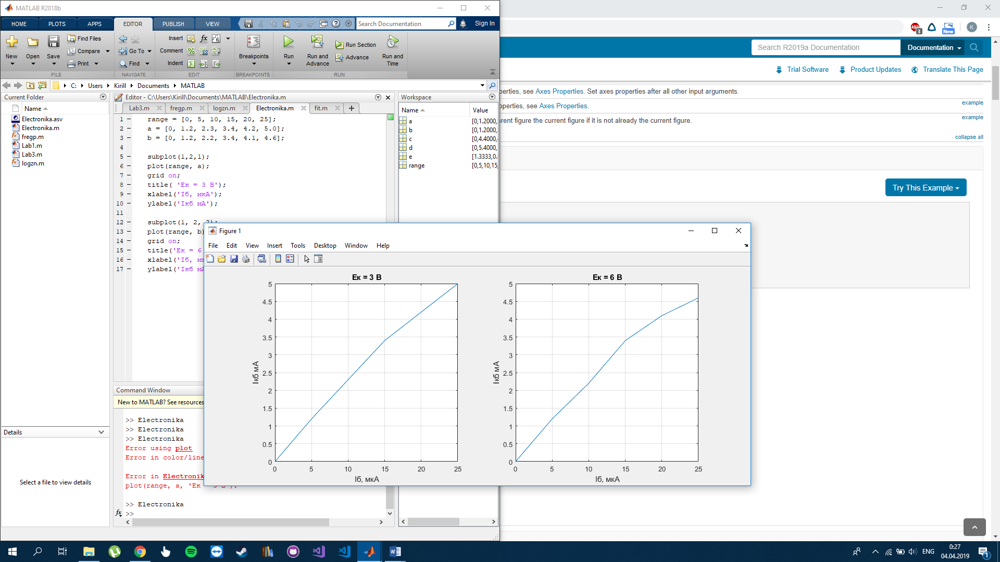 MATLAB R2018b
HOME PLOTS APPS EDITOR PUBLISH VIEW
Search Documentation
Sign In
New Open Save
Find Files
Compare
Print
Go To
Find
Insert
Comment
Indent
Breakpoints
Run
Run and Advance
Run Section
Advance
Run and Time
FILE NAVIGATE EDIT BREAKPOINTS RUN
C: Users Kirill Documents MATLAB
Current Folder
Name
Electronika.asv
Electronika.m
fregp.m
Lab1.m
Lab3.m
logzn.m
Details
Select a file to view details
Editor - C:\Users\Kirill\Documents\MATLAB\Electronika.m
Lab3.m fregp.m logzn.m Electronika.m fit.m
1 range = [0, 5, 10, 15, 20, 25];
2 a = [0, 1.2, 2.3, 3.4, 4.2, 5.0];
3 b = [0, 1.2, 2.2, 3.4, 4.1, 4.6];
4
5 subplot(1,2,1);
6 plot(range, a);
7 grid on;
8 title( 'Ек = 3 В');
9 xlabel('Iб, мкА');
10 ylabel('Iкб мА');
11
12 subplot(1, 2, 2);
13 plot(range, b)
14 grid on;
15 title('Ек = 6
16 xlabel('Iб, мк
17 ylabel('Iкб мА
Workspace
Name Value
a [0,1.2000,
b [0,1.2000,
c [0,4.4000,
d [0,5.4000,
e [1.3333,0.
range [0,5,10,15,
Command Window
New to MATLAB? See resources
>> Electronika
>> Electronika
>> Electronika
Error using plot
Error in color/line
Error in Electronik
plot(range, a, 'Ек = 3 В');
>> Electronika
>>
Figure 1
File Edit View Insert Tools Desktop Window Help
Ек = 3 В
5
4.5
4
3.5
3
2.5
2
1.5
1
0.5
0
0 5 10 15 20 25
Iкб мА
Iб, мкА
Ек = 6 В
5
4.5
4
3.5
3
2.5
2
1.5
1
0.5
0
0 5 10 15 20 25
Iкб мА
Iб, мкА
ABP
3
New
K
Search R2019a Documentation
Documentation
Trial Software Product Updates Translate This Page
perties, see Axes Properties. Set axes properties after all other input arguments.
example
operties, see Axes Properties.
example
rent figure the current figure if it is not already the current figure.
collapse all
Try This Example
ENG
0:27
04.04.2019
1